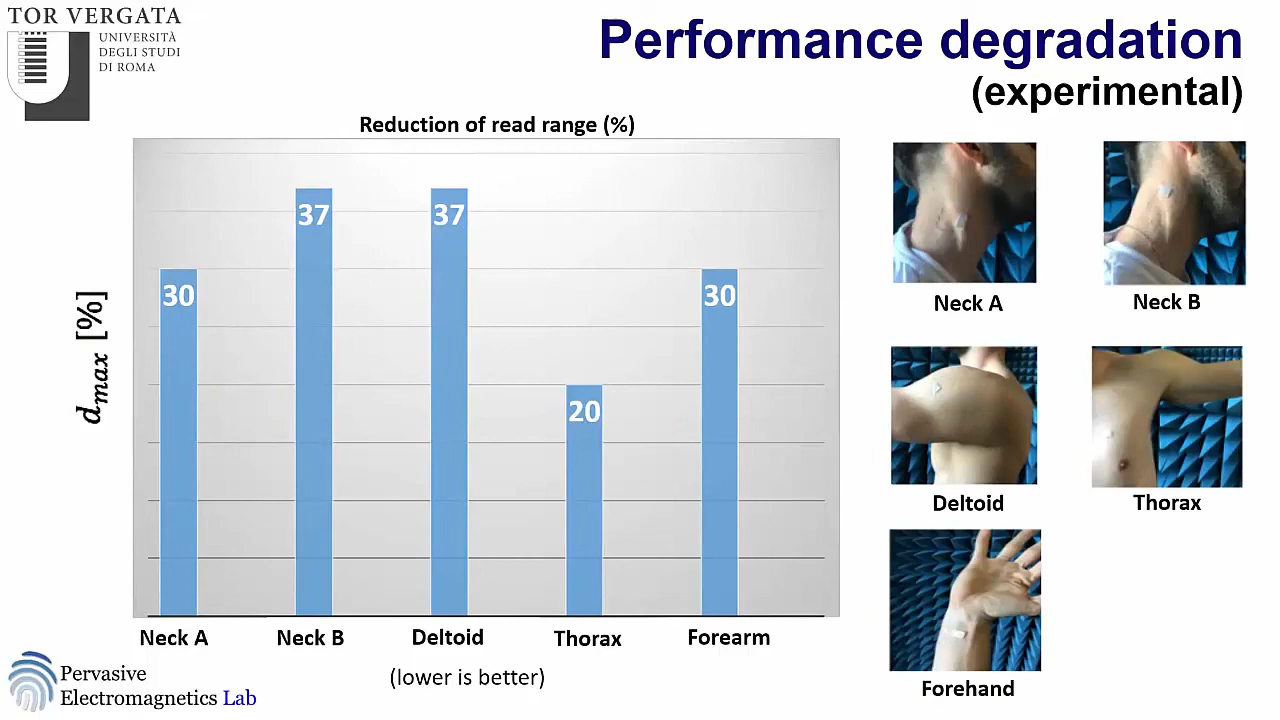 TOR VERGATA
UNIVERSITÀ
DEGLI STUDI
DI ROMA
Performance degradation
(experimental)
Reduction of read range (%)
d_max [%]
30
37
37
20
30
Neck A
Neck B
Deltoid
Thorax
Forearm
(lower is better)
Neck A
Neck B
Deltoid
Thorax
Forehand
Pervasive
Electromagnetics Lab